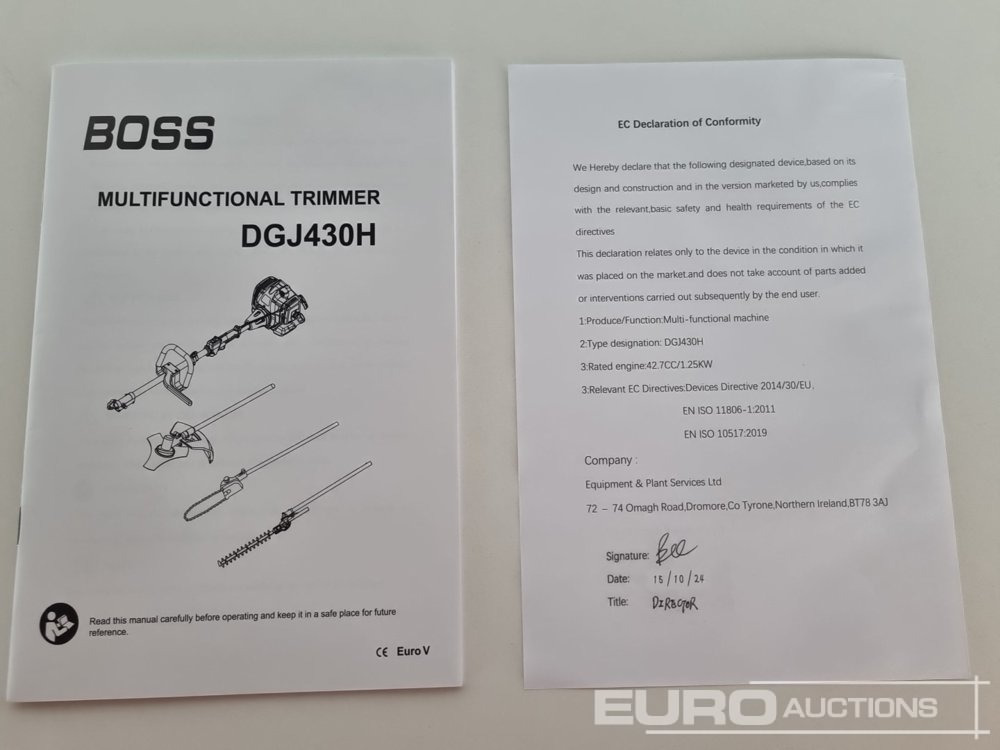 BOSS
MULTIFUNCTIONAL TRIMMER
DGJ430H
Read this manual carefully before operating and keep it in a safe place for future
reference.
CE Euro V
EC Declaration of Conformity
We Hereby declare that the following designated device,based on its
design and construction and in the version marketed by us,complies
with the relevant,basic safety and health requirements of the EC
directives
This declaration relates only to the device in the condition in which it
was placed on the market.and does not take account of parts added
or interventions carried out subsequently by the end user.
1:Produce/Function:Multi-functional machine
2:Type designation: DGJ430H
3:Rated engine:42.7CC/1.25KW
3:Relevant EC Directives:Devices Directive 2014/30/EU,
EN ISO 11806-1:2011
EN ISO 10517:2019
Company :
Equipment & Plant Services Ltd
72 – 74 Omagh Road,Dromore,Co Tyrone,Northern Ireland,BT78 3AJ
Signature:
Date: 15/10/24
Title: DIRECTOR
EURO AUCTIONS